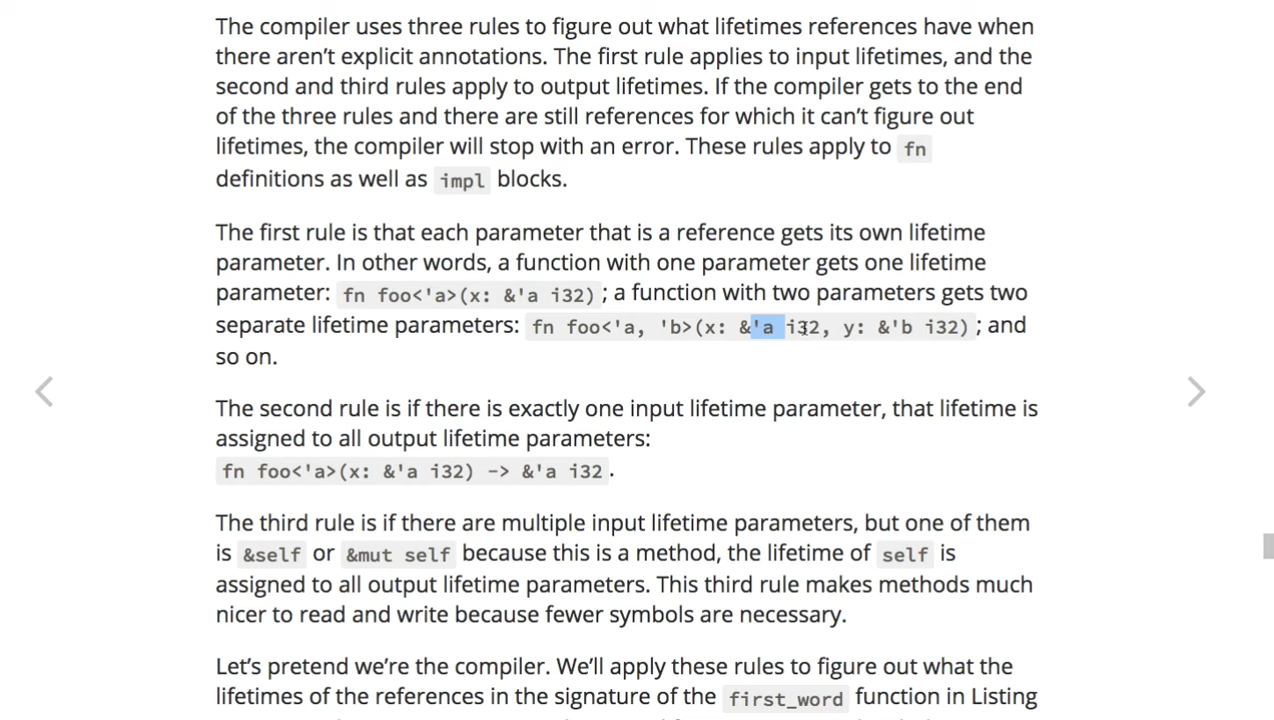 The compiler uses three rules to figure out what lifetimes references have when
there aren’t explicit annotations. The first rule applies to input lifetimes, and the
second and third rules apply to output lifetimes. If the compiler gets to the end
of the three rules and there are still references for which it can’t figure out
lifetimes, the compiler will stop with an error. These rules apply to fn
definitions as well as impl blocks.
The first rule is that each parameter that is a reference gets its own lifetime
parameter. In other words, a function with one parameter gets one lifetime
parameter: fn foo<'a>(x: &'a i32) ; a function with two parameters gets two
separate lifetime parameters: fn foo<'a, 'b>(x: &'a i32, y: &'b i32) ; and
so on.
The second rule is if there is exactly one input lifetime parameter, that lifetime is
assigned to all output lifetime parameters:
fn foo<'a>(x: &'a i32) -> &'a i32 .
The third rule is if there are multiple input lifetime parameters, but one of them
is &self or &mut self because this is a method, the lifetime of self is
assigned to all output lifetime parameters. This third rule makes methods much
nicer to read and write because fewer symbols are necessary.
Let’s pretend we’re the compiler. We’ll apply these rules to figure out what the
lifetimes of the references in the signature of the first_word function in Listing